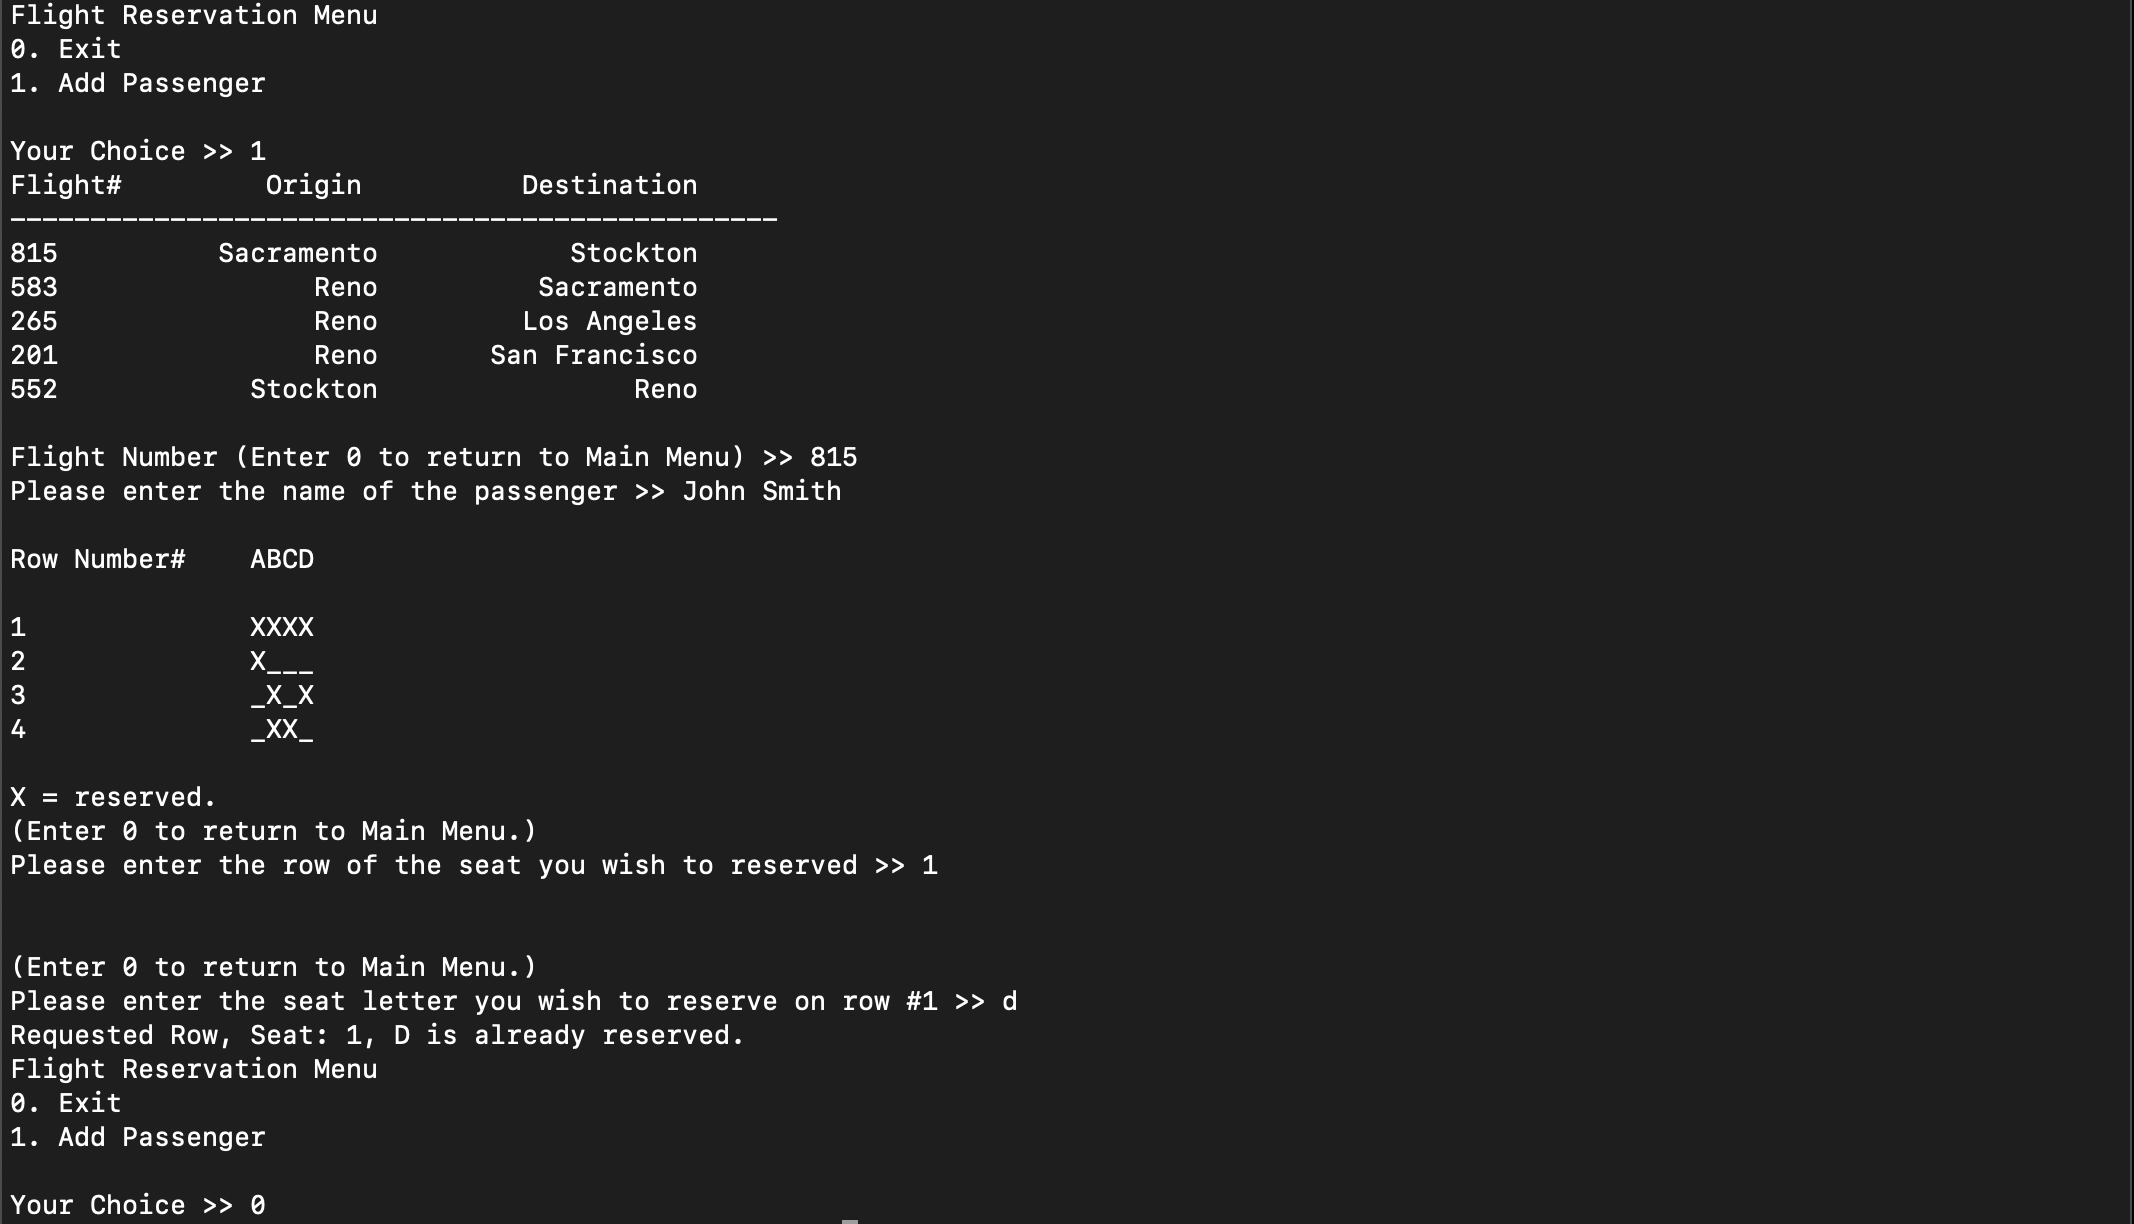 Flight Reservation Menu
0. Exit
1. Add Passenger

Your Choice >> 1
Flight#         Origin          Destination
------------------------------------------------
815          Sacramento            Stockton
583                Reno          Sacramento
265                Reno         Los Angeles
201                Reno       San Francisco
552            Stockton                Reno

Flight Number (Enter 0 to return to Main Menu) >> 815
Please enter the name of the passenger >> John Smith

Row Number#    ABCD

1              XXXX
2              X___
3              _X_X
4              _XX_

X = reserved.
(Enter 0 to return to Main Menu.)
Please enter the row of the seat you wish to reserved >> 1


(Enter 0 to return to Main Menu.)
Please enter the seat letter you wish to reserve on row #1 >> d
Requested Row, Seat: 1, D is already reserved.
Flight Reservation Menu
0. Exit
1. Add Passenger

Your Choice >> 0